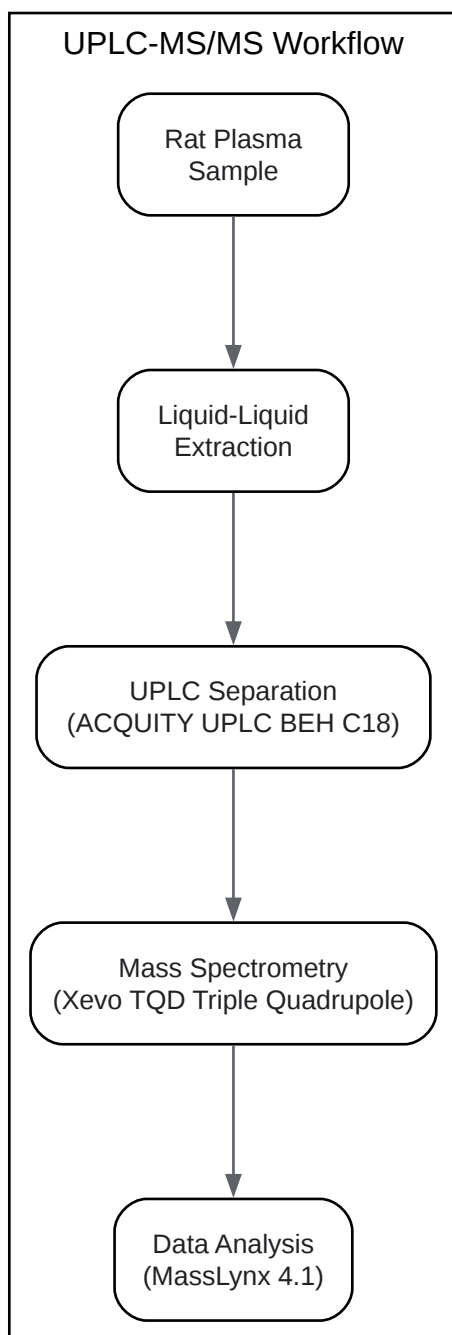 UPLC-MS/MS Workflow
Rat Plasma
Sample
Liquid-Liquid
Extraction
UPLC Separation
(ACQUITY UPLC BEH C18)
Mass Spectrometry
(Xevo TQD Triple Quadrupole)
Data Analysis
(MassLynx 4.1)